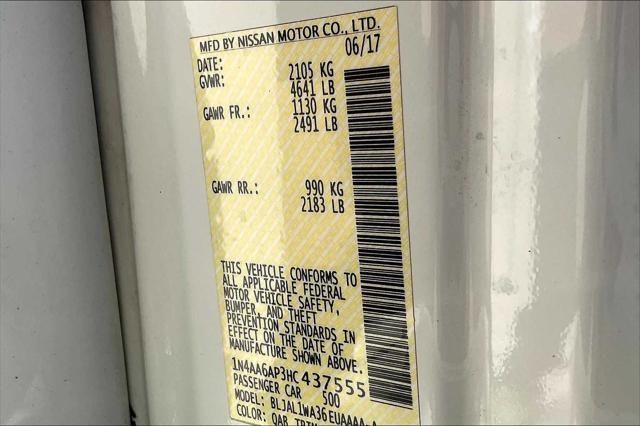 MFD BY NISSAN MOTOR CO., LTD.
DATE: 06/17
GVWR: 2105 KG
4641 LB
GAWR FR.: 1130 KG
2491 LB
GAWR RR.: 990 KG
2183 LB
THIS VEHICLE CONFORMS TO
ALL APPLICABLE FEDERAL
MOTOR VEHICLE SAFETY,
BUMPER, AND THEFT
PREVENTION STANDARDS IN
EFFECT ON THE DATE OF
MANUFACTURE SHOWN ABOVE.
1N4AA6AP3HC437555
PASSENGER CAR 500
MODEL: BLJAL1WA36EUAAAA-A
COLOR: QAB